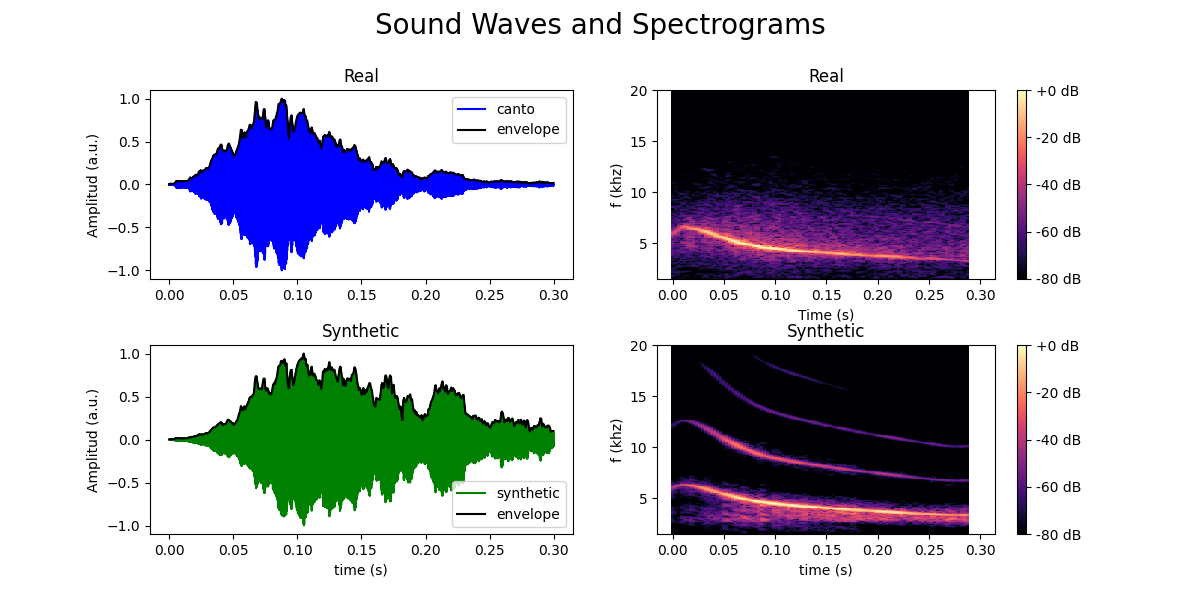 Sound Waves and Spectrograms
Real
Amplitud (a.u.)
1.0
0.5
0.0
−0.5
−1.0
canto
envelope
0.00 0.05 0.10 0.15 0.20 0.25 0.30
Real
f (khz)
20
15
10
5
0.00 0.05 0.10 0.15 0.20 0.25 0.30
Time (s)
+0 dB
-20 dB
-40 dB
-60 dB
-80 dB
Synthetic
Amplitud (a.u.)
1.0
0.5
0.0
−0.5
−1.0
synthetic
envelope
0.00 0.05 0.10 0.15 0.20 0.25 0.30
time (s)
Synthetic
f (khz)
20
15
10
5
0.00 0.05 0.10 0.15 0.20 0.25 0.30
time (s)
+0 dB
-20 dB
-40 dB
-60 dB
-80 dB